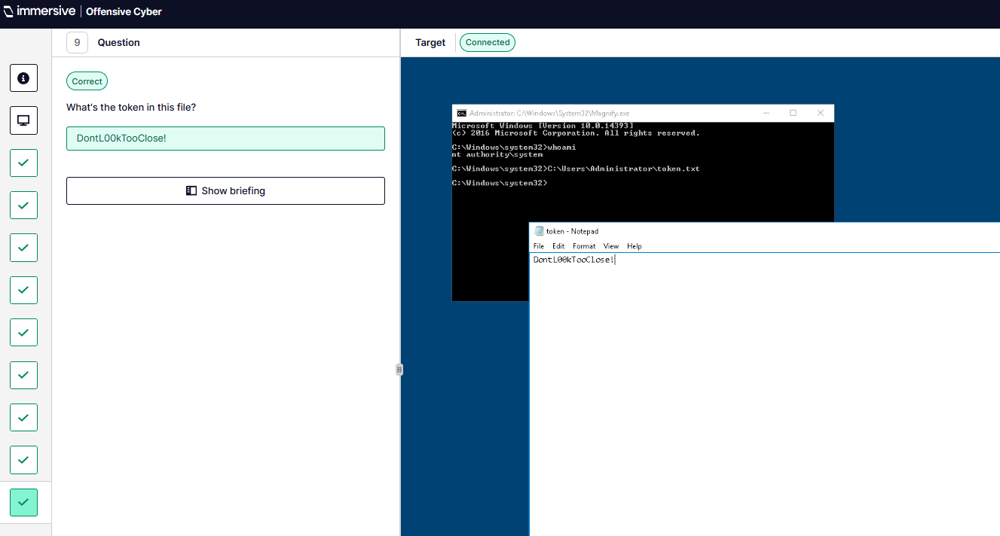 immersive | Offensive Cyber
9 Question
Correct
What's the token in this file?
DontL00kTooClose!
Show briefing
Target Connected
Administrator: C:\Windows\System32\Magnify.exe
Microsoft Windows [Version 10.0.14393]
(c) 2016 Microsoft Corporation. All rights reserved.
C:\Windows\system32>whoami
nt authority\system
C:\Windows\system32>C:\Users\Administrator\token.txt
C:\Windows\system32>
token - Notepad
File Edit Format View Help
DontL00kTooClose!